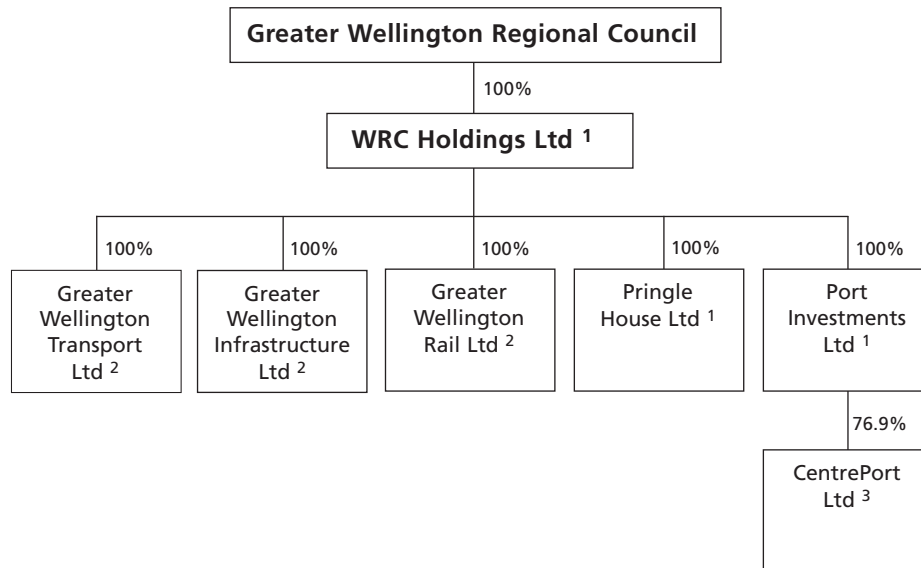 Greater Wellington Regional Council
100%
WRC Holdings Ltd 1
100%
100%
100%
100%
100%
Greater
Wellington
Transport
Ltd 2
Greater
Wellington
Infrastructure
Ltd 2
Greater
Wellington
Rail Ltd 2
Pringle
House Ltd 1
Port
Investments
Ltd 1
76.9%
CentrePort
Ltd 3